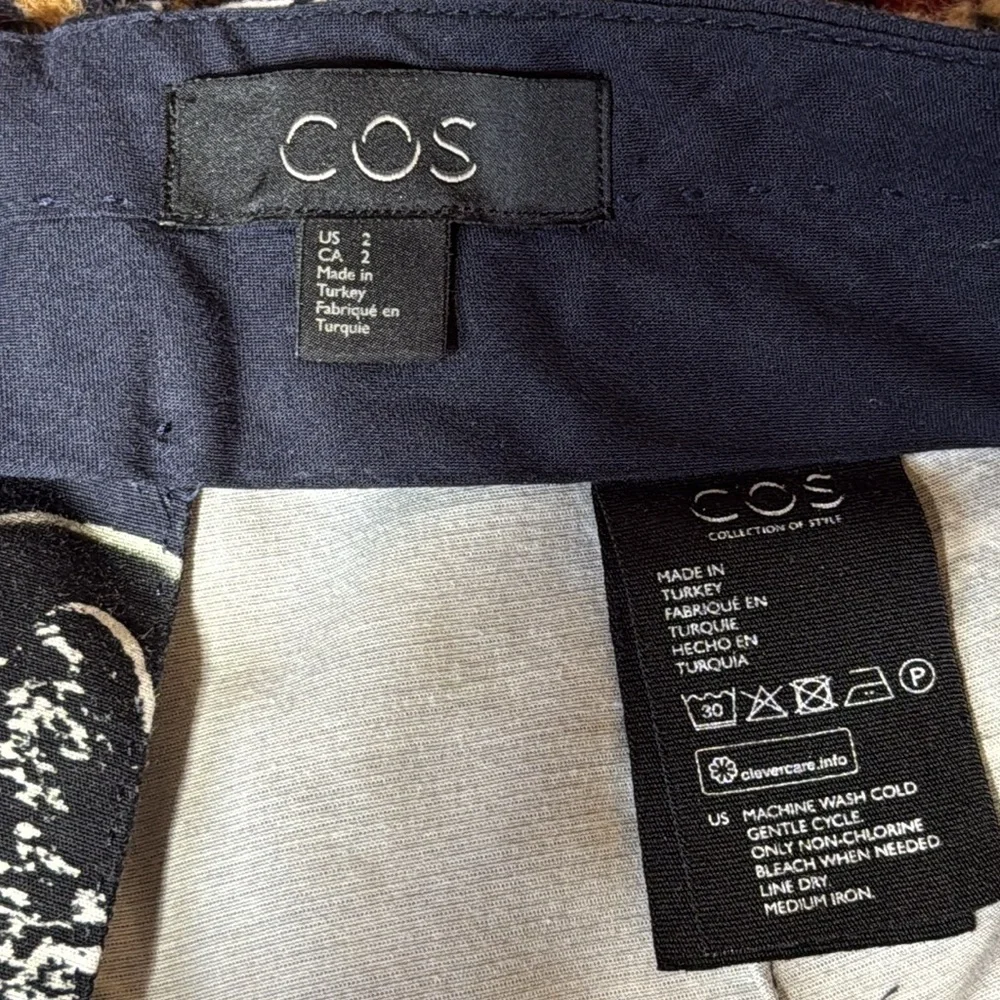 COS
US 2
CA 2
Made in
Turkey
Fabriqué en
Turquie
COS
COLLECTION OF STYLE
MADE IN
TURKEY
FABRIQUÉ EN
TURQUIE
HECHO EN
TURQUÍA
30
P
clevercare.info
US MACHINE WASH COLD
GENTLE CYCLE
ONLY NON-CHLORINE
BLEACH WHEN NEEDED
LINE DRY
MEDIUM IRON.